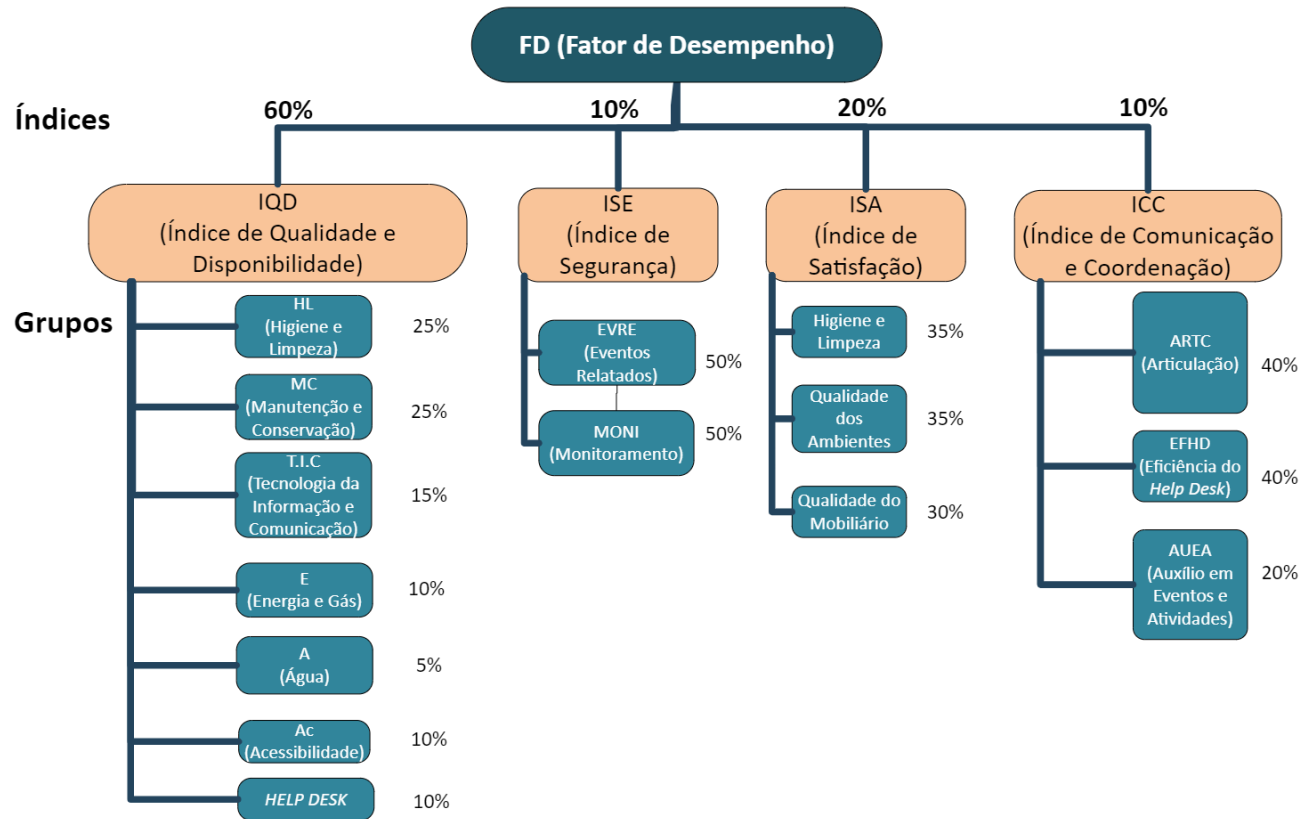 FD (Fator de Desempenho)
Índices
60%
10%
20%
10%
IQD
(Índice de Qualidade e
Disponibilidade)
ISE
(Índice de
Segurança)
ISA
(Índice de
Satisfação)
ICC
(Índice de Comunicação
e Coordenação)
Grupos
HL
(Higiene e
Limpeza)
25%
MC
(Manutenção e
Conservação)
25%
T.I.C
(Tecnologia da
Informação e
Comunicação)
15%
E
(Energia e Gás)
10%
A
(Água)
5%
Ac
(Acessibilidade)
10%
HELP DESK
10%
EVRE
(Eventos
Relatados)
50%
MONI
(Monitoramento)
50%
Higiene e
Limpeza
35%
Qualidade
dos
Ambientes
35%
Qualidade do
Mobiliário
30%
ARTC
(Articulação)
40%
EFHD
(Eficiência do
Help Desk)
40%
AUEA
(Auxílio em
Eventos e
Atividades)
20%